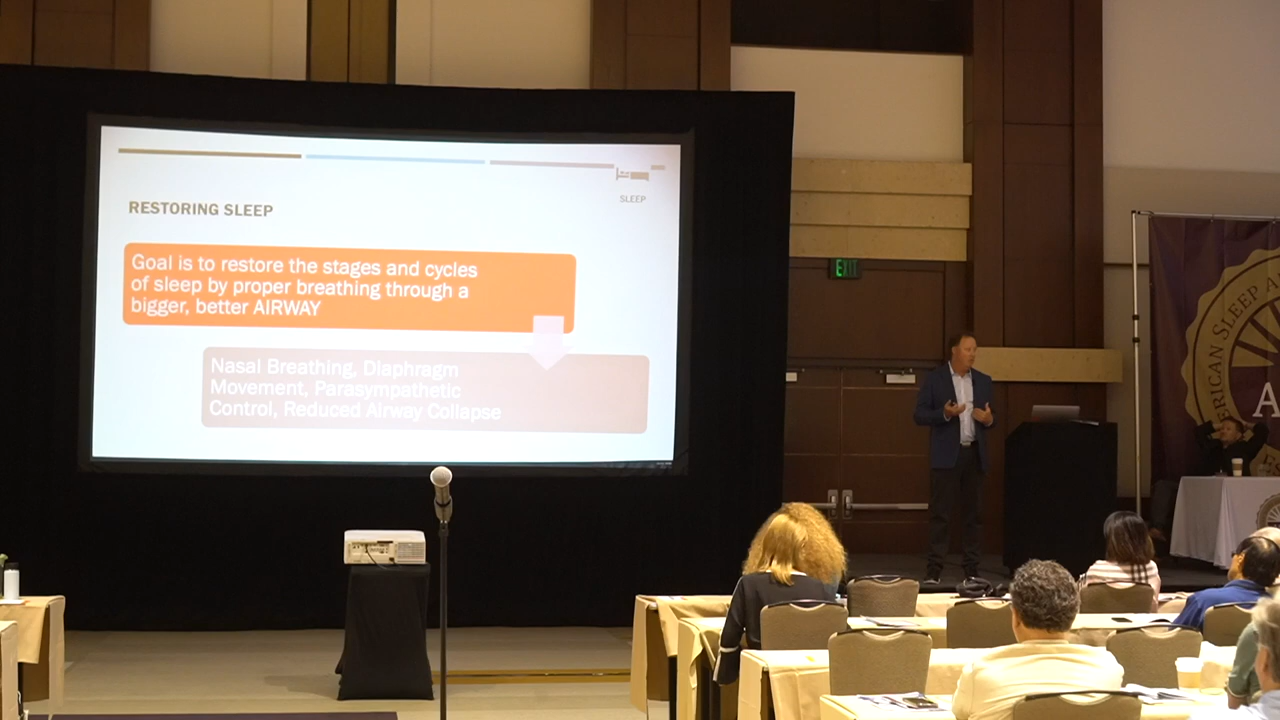 SLEEP
RESTORING SLEEP
Goal is to restore the stages and cycles
of sleep by proper breathing through a
bigger, better AIRWAY
Nasal Breathing, Diaphragm
Movement, Parasympathetic
Control, Reduced Airway Collapse
EXIT
ERICAN SLEEP A
A